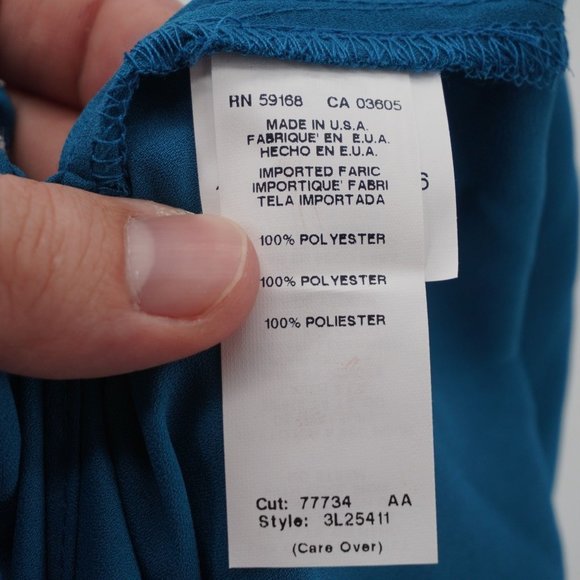 RN 59168 CA 03605
MADE IN U.S.A.
FABRIQUE' EN E.U.A.
HECHO EN E.U.A.
IMPORTED FARIC
IMPORTIQUE' FABRI
TELA IMPORTADA
6
100% POLYESTER
100% POLYESTER
100% POLIESTER
Cut: 77734 AA
Style: 3L25411
(Care Over)